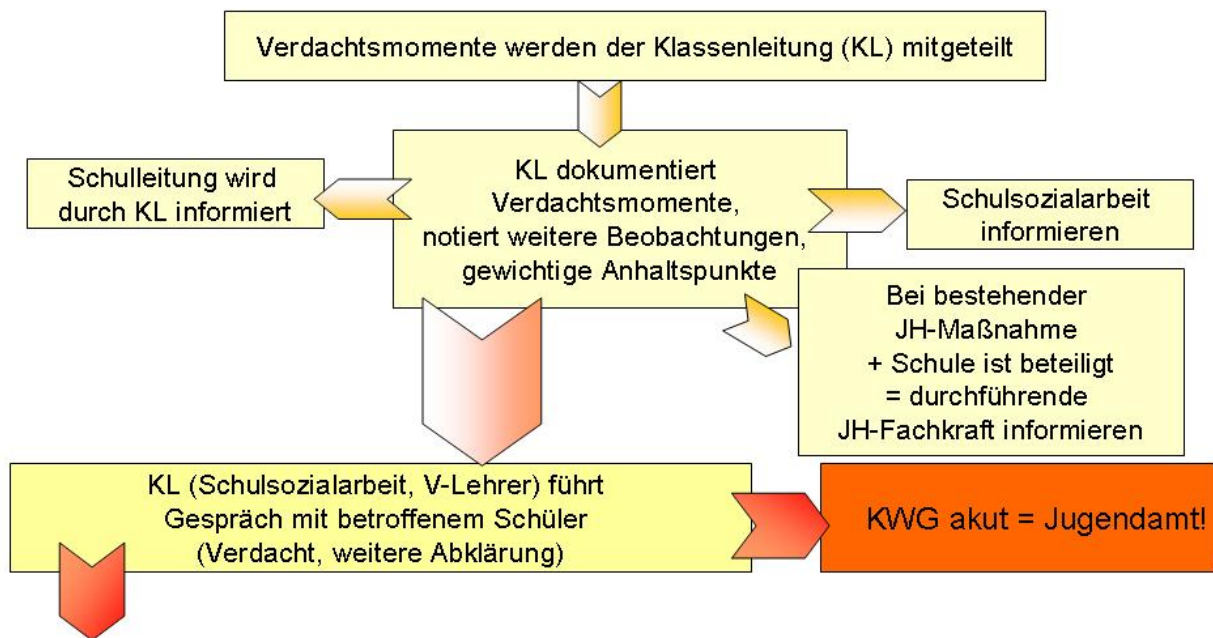 Verdachtsmomente werden der Klassenleitung (KL) mitgeteilt
Schulleitung wird
durch KL informiert
KL dokumentiert
Verdachtsmomente,
notiert weitere Beobachtungen,
gewichtige Anhaltspunkte
Schulsozialarbeit
informieren
Bei bestehender
JH-Maßnahme
+ Schule ist beteiligt
= durchführende
JH-Fachkraft informieren
KL (Schulsozialarbeit, V-Lehrer) führt
Gespräch mit betroffenem Schüler
(Verdacht, weitere Abklärung)
KWG akut = Jugendamt!